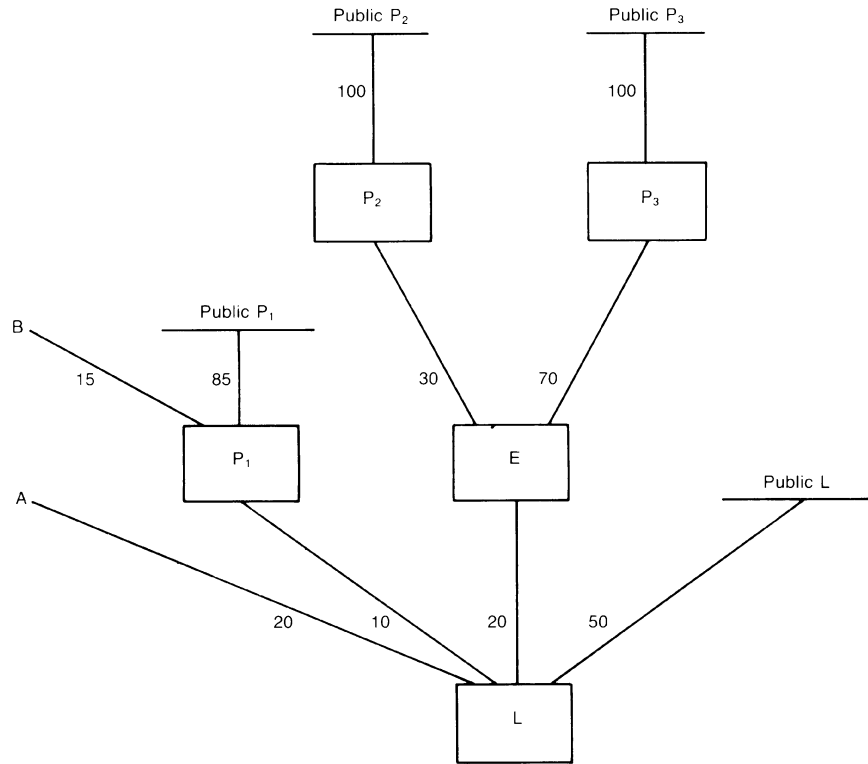 Public P₂
Public P₃
100
100
P₂
P₃
Public P₁
B
15
85
30
70
P₁
E
A
Public L
20
10
20
50
L